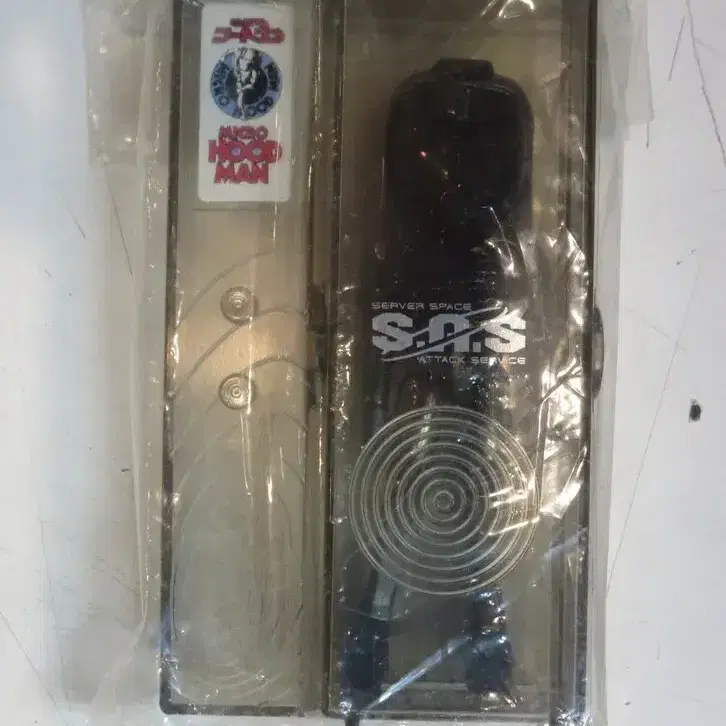 MICRO
HOOD
MAN
SERVER SPACE
S.A.S
ATTACK SERVICE